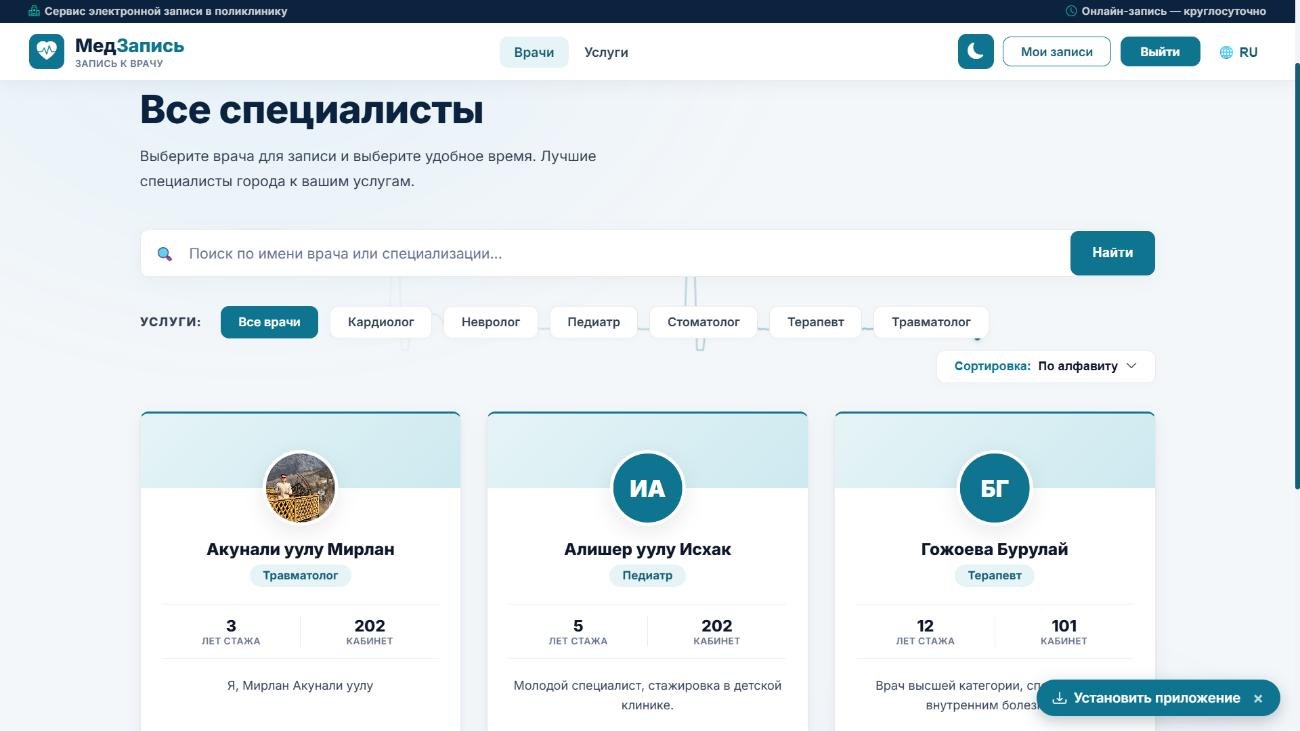 Сервис электронной записи в поликлинику
Онлайн-запись — круглосуточно
МедЗапись
ЗАПИСЬ К ВРАЧУ
Врачи
Услуги
Мои записи
Выйти
RU
Все специалисты
Выберите врача для записи и выберите удобное время. Лучшие
специалисты города к вашим услугам.
Поиск по имени врача или специализации...
Найти
УСЛУГИ:
Все врачи
Кардиолог
Невролог
Педиатр
Стоматолог
Терапевт
Травматолог
Сортировка: По алфавиту
Акунали уулу Мирлан
Травматолог
3
ЛЕТ СТАЖА
202
КАБИНЕТ
Я, Мирлан Акунали уулу
ИА
Алишер уулу Исхак
Педиатр
5
ЛЕТ СТАЖА
202
КАБИНЕТ
Молодой специалист, стажировка в детской
клинике.
БГ
Гожоева Бурулай
Терапевт
12
ЛЕТ СТАЖА
101
КАБИНЕТ
Врач высшей категории,
внутренним
Установить приложение ×